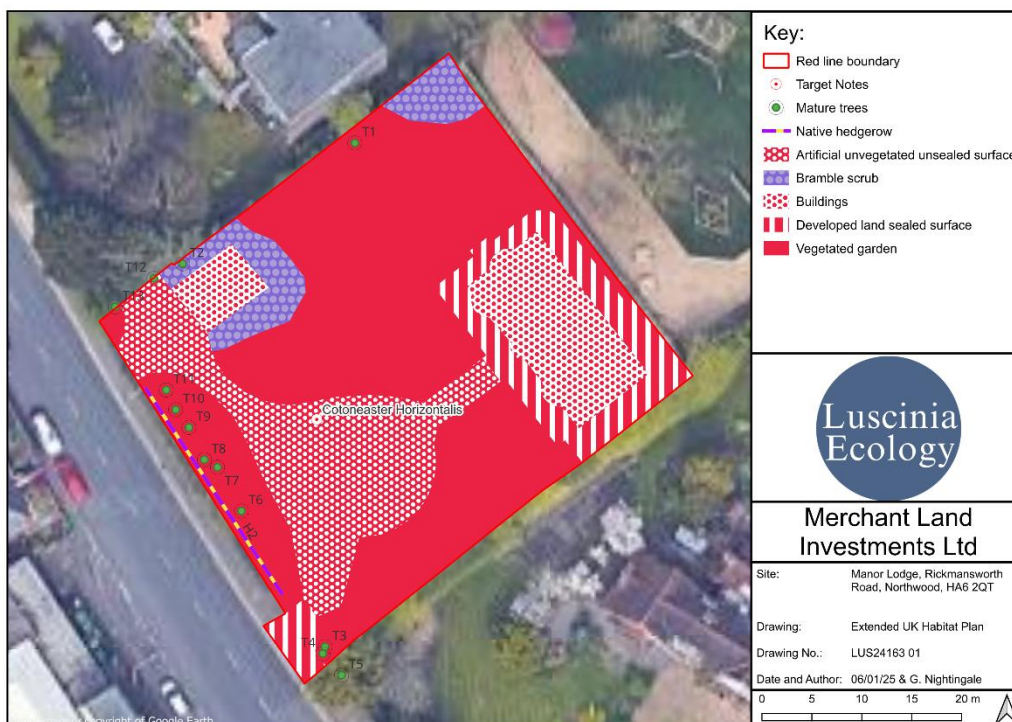 Key:
Red line boundary
Target Notes
Mature trees
Native hedgerow
Artificial unvegetated unsealed surface
Bramble scrub
Buildings
Developed land sealed surface
Vegetated garden
Luscinia
Ecology
Merchant Land
Investments Ltd
Site: Manor Lodge, Rickmansworth
Road, Northwood, HA6 2QT
Drawing: Extended UK Habitat Plan
Drawing No.: LUS24163 01
Date and Author: 06/01/25 & G. Nightingale
0 5 10 15 20 m
T1
T2
T12
T11
T10
T9
Cotoneaster Horizontalis
T8
T7
T6
H2
T3
T4
T5
copyright of Google Earth